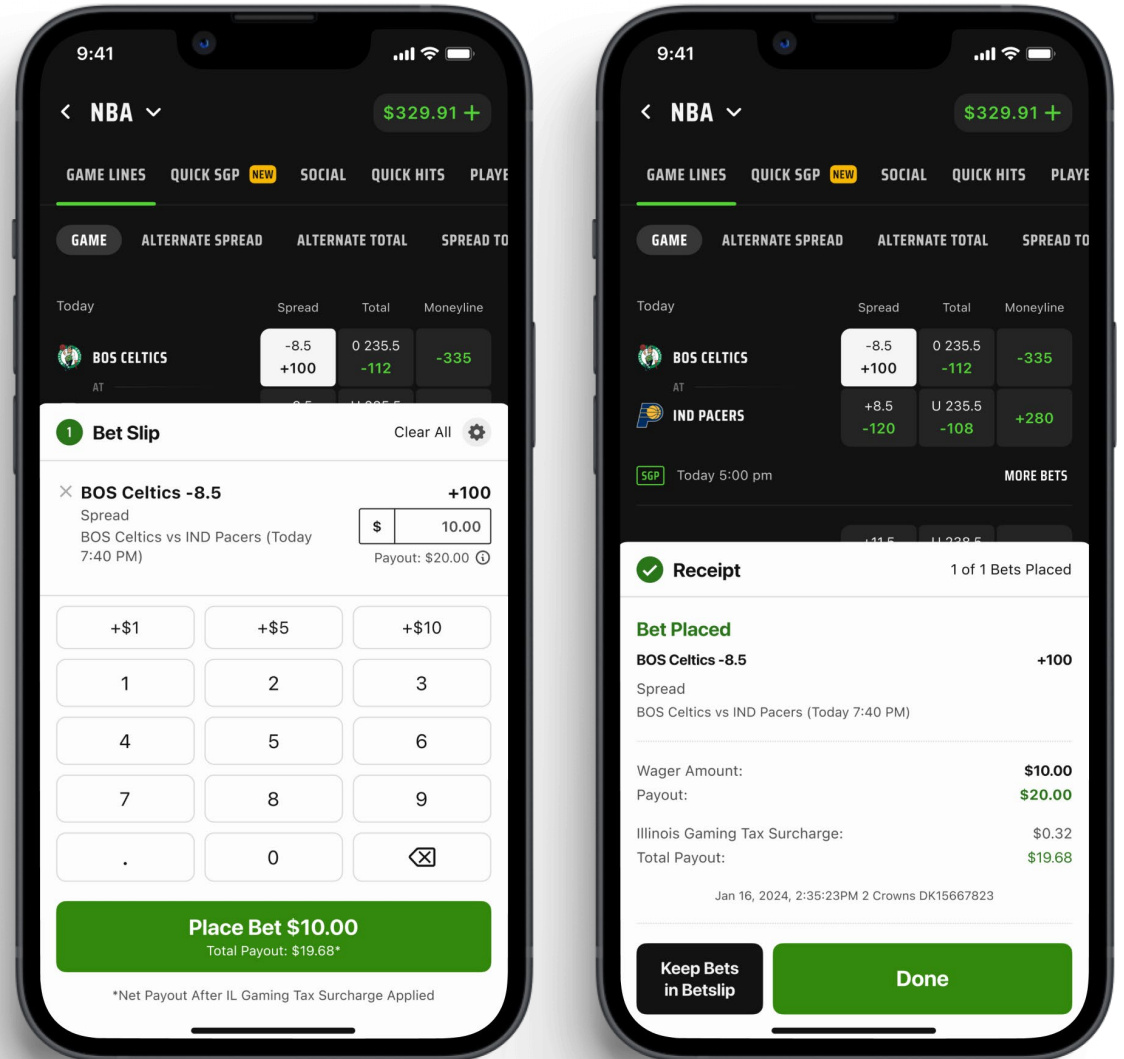 9:41
NBA
$329.91 +
GAME LINES QUICK SGP NEW SOCIAL QUICK HITS PLAYE
GAME ALTERNATE SPREAD ALTERNATE TOTAL SPREAD TO
Today Spread Total Moneyline
-8.5 0 235.5
BOS CELTICS -335
+100 -112
AT
1 Bet Slip Clear All
BOS Celtics -8.5 +100
Spread
$ 10.00
BOS Celtics vs IND Pacers (Today
7:40 PM)
Payout: $20.00
+$1 +$5 +$10
1 2 3
4 5 6
7 8 9
. 0
Place Bet $10.00
Total Payout: $19.68*
*Net Payout After IL Gaming Tax Surcharge Applied
9:41
NBA
$329.91 +
GAME LINES QUICK SGP NEW SOCIAL QUICK HITS PLAYE
GAME ALTERNATE SPREAD ALTERNATE TOTAL SPREAD TO
Today Spread Total Moneyline
-8.5 0 235.5
BOS CELTICS -335
+100 -112
AT
+8.5 U 235.5
IND PACERS +280
-120 -108
SGP Today 5:00 pm MORE BETS
Receipt 1 of 1 Bets Placed
Bet Placed
BOS Celtics -8.5 +100
Spread
BOS Celtics vs IND Pacers (Today 7:40 PM)
Wager Amount: $10.00
Payout: $20.00
Illinois Gaming Tax Surcharge: $0.32
Total Payout: $19.68
Jan 16, 2024, 2:35:23PM 2 Crowns DK15667823
Keep Bets
in Betslip
Done